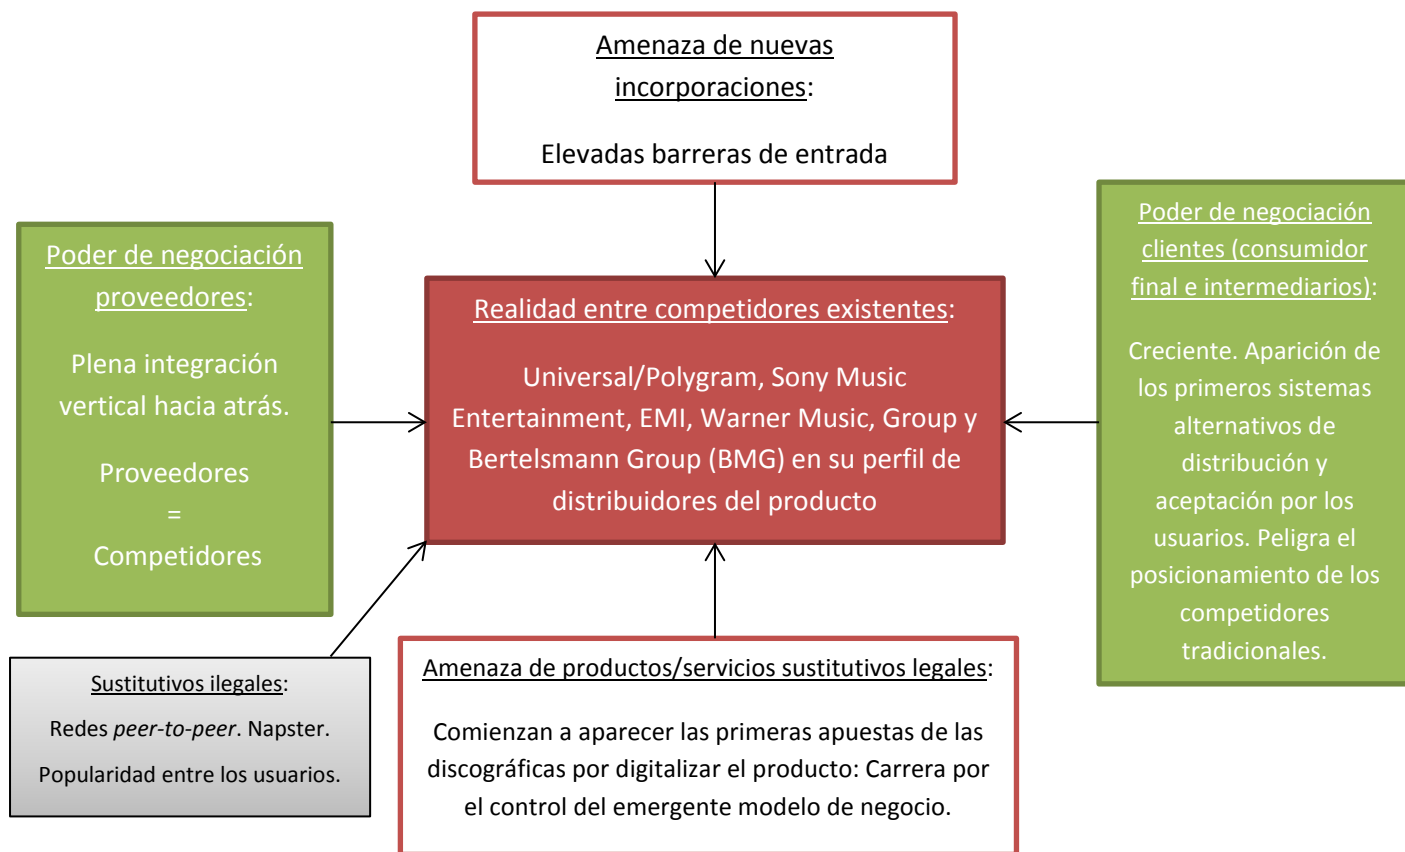 Amenaza de nuevas
incorporaciones:
Elevadas barreras de entrada
Poder de negociación
proveedores:
Plena integración
vertical hacia atrás.
Proveedores
=
Competidores
Realidad entre competidores existentes:
Universal/Polygram, Sony Music
Entertainment, EMI, Warner Music, Group y
Bertelsmann Group (BMG) en su perfil de
distribuidores del producto
Poder de negociación
clientes (consumidor
final e intermediarios):
Creciente. Aparición de
los primeros sistemas
alternativos de
distribución y
aceptación por los
usuarios. Peligra el
posicionamiento de los
competidores
tradicionales.
Sustitutivos ilegales:
Redes peer-to-peer. Napster.
Popularidad entre los usuarios.
Amenaza de productos/servicios sustitutivos legales:
Comienzan a aparecer las primeras apuestas de las
discográficas por digitalizar el producto: Carrera por
el control del emergente modelo de negocio.